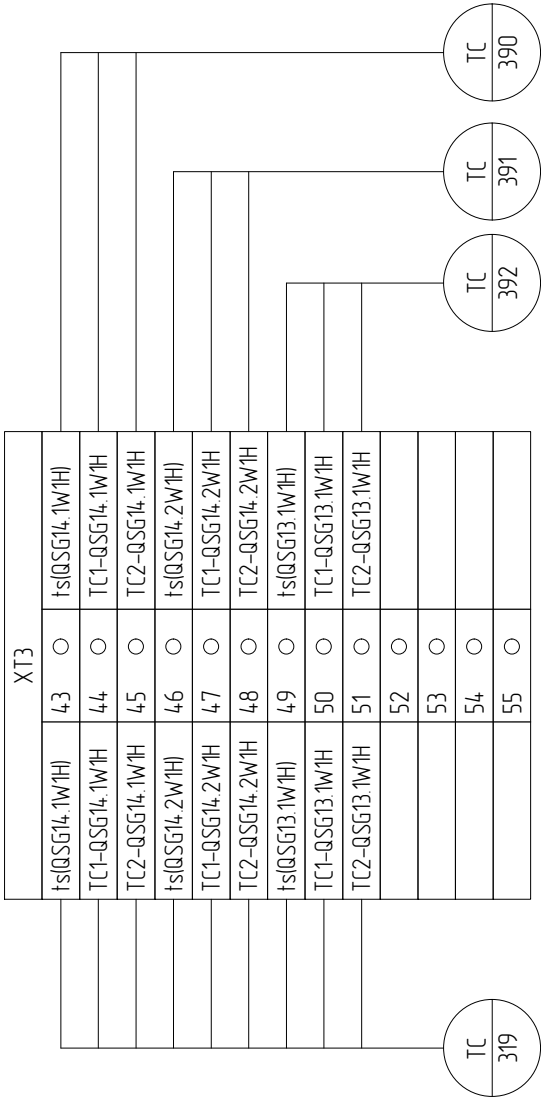 XT3
ts(QSG14.1W1H) 43 ts(QSG14.1W1H)
TC1-QSG14.1W1H 44 TC1-QSG14.1W1H
TC2-QSG14.1W1H 45 TC2-QSG14.1W1H
ts(QSG14.2W1H) 46 ts(QSG14.2W1H)
TC1-QSG14.2W1H 47 TC1-QSG14.2W1H
TC2-QSG14.2W1H 48 TC2-QSG14.2W1H
ts(QSG13.1W1H) 49 ts(QSG13.1W1H)
TC1-QSG13.1W1H 50 TC1-QSG13.1W1H
TC2-QSG13.1W1H 51 TC2-QSG13.1W1H
52
53
54
55
TC
319
TC
392
TC
391
TC
390